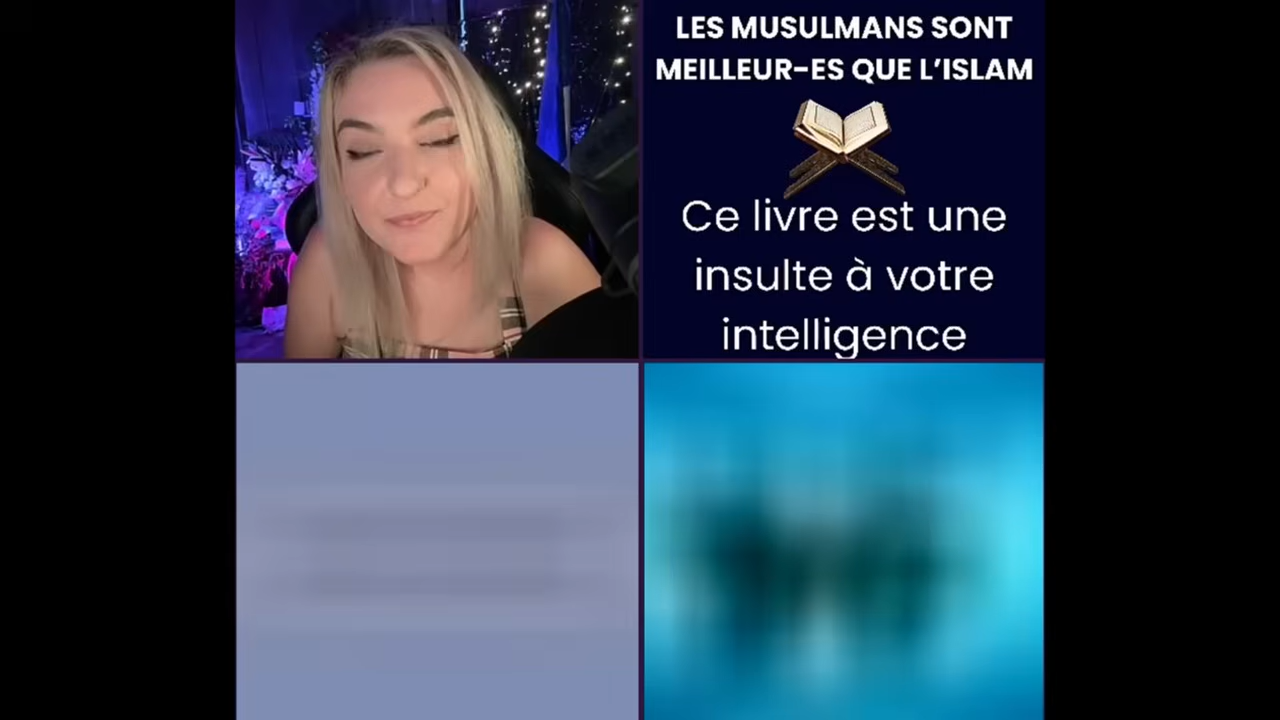 LES MUSULMANS SONT
MEILLEUR-ES QUE L’ISLAM
Ce livre est une
insulte à votre
intelligence